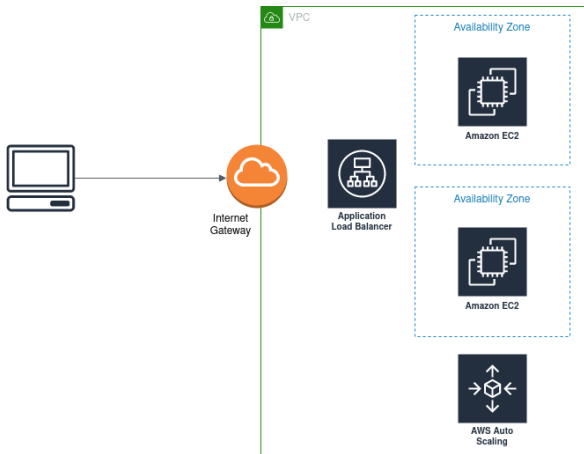 VPC
Availability Zone
Amazon EC2
Internet
Gateway
Application
Load Balancer
Availability Zone
Amazon EC2
AWS Auto
Scaling